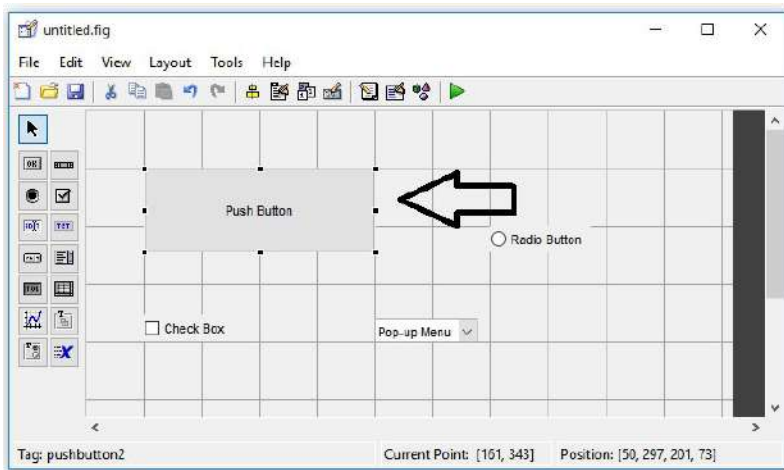 untitled.fig
File Edit View Layout Tools Help
OK
Push Button
Radio Button
Check Box
Pop-up Menu
Tag: pushbutton2
Current Point: [161, 343]
Position: [50, 297, 201, 73]